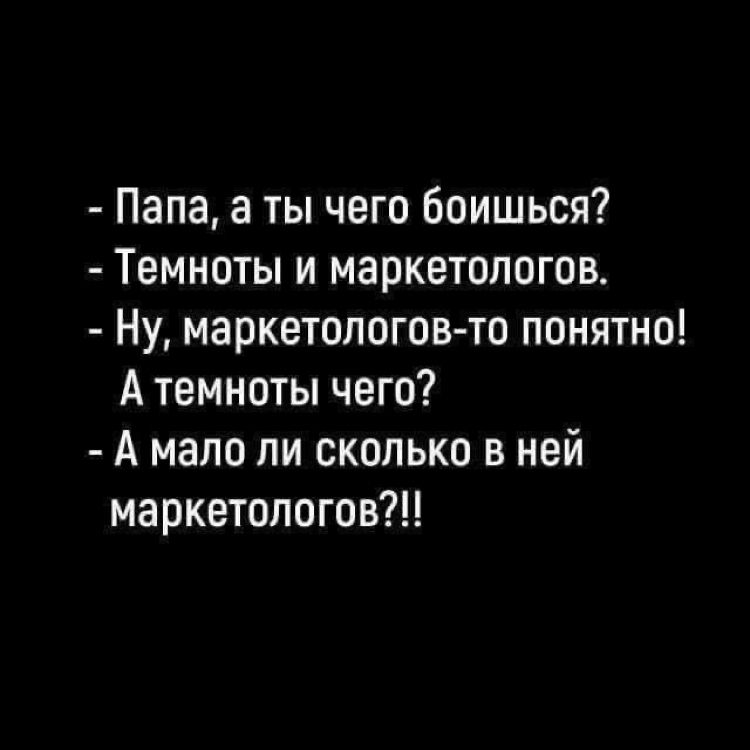 - Папа, а ты чего боишься?
- Темноты и маркетологов.
- Ну, маркетологов-то понятно!
А темноты чего?
- А мало ли сколько в ней
маркетологов?!!